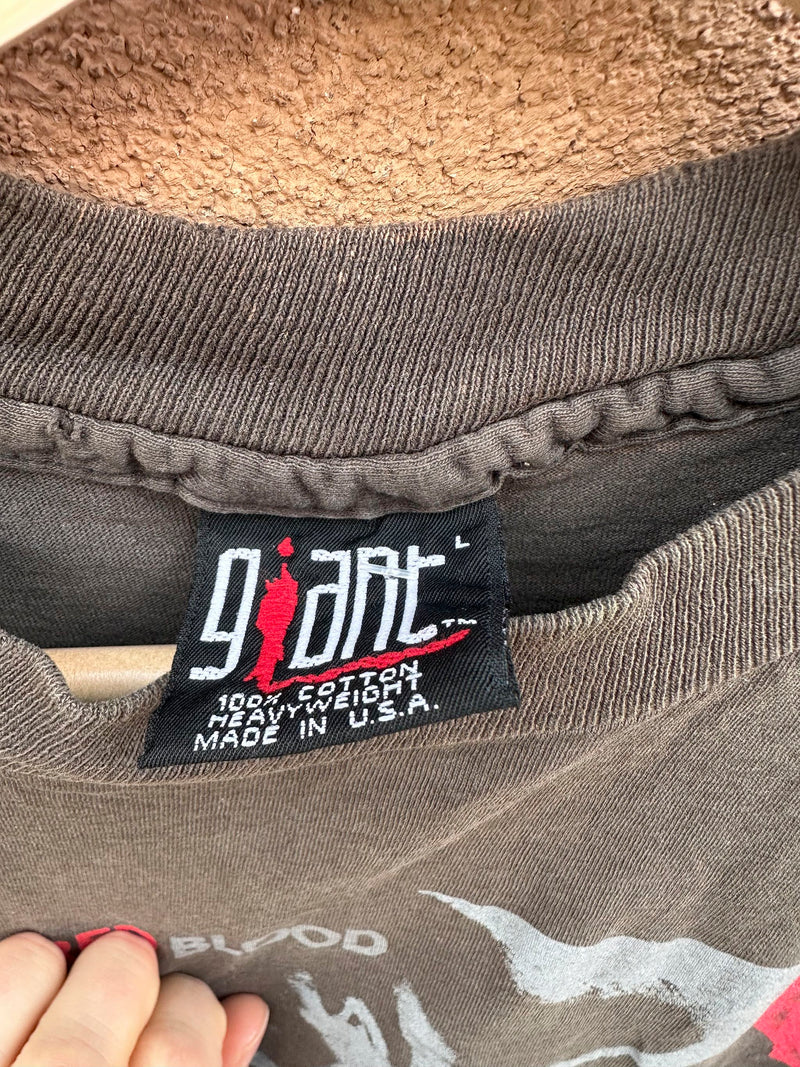 giant L
™
100% COTTON
HEAVYWEIGHT
MADE IN U.S.A.
BLOOD